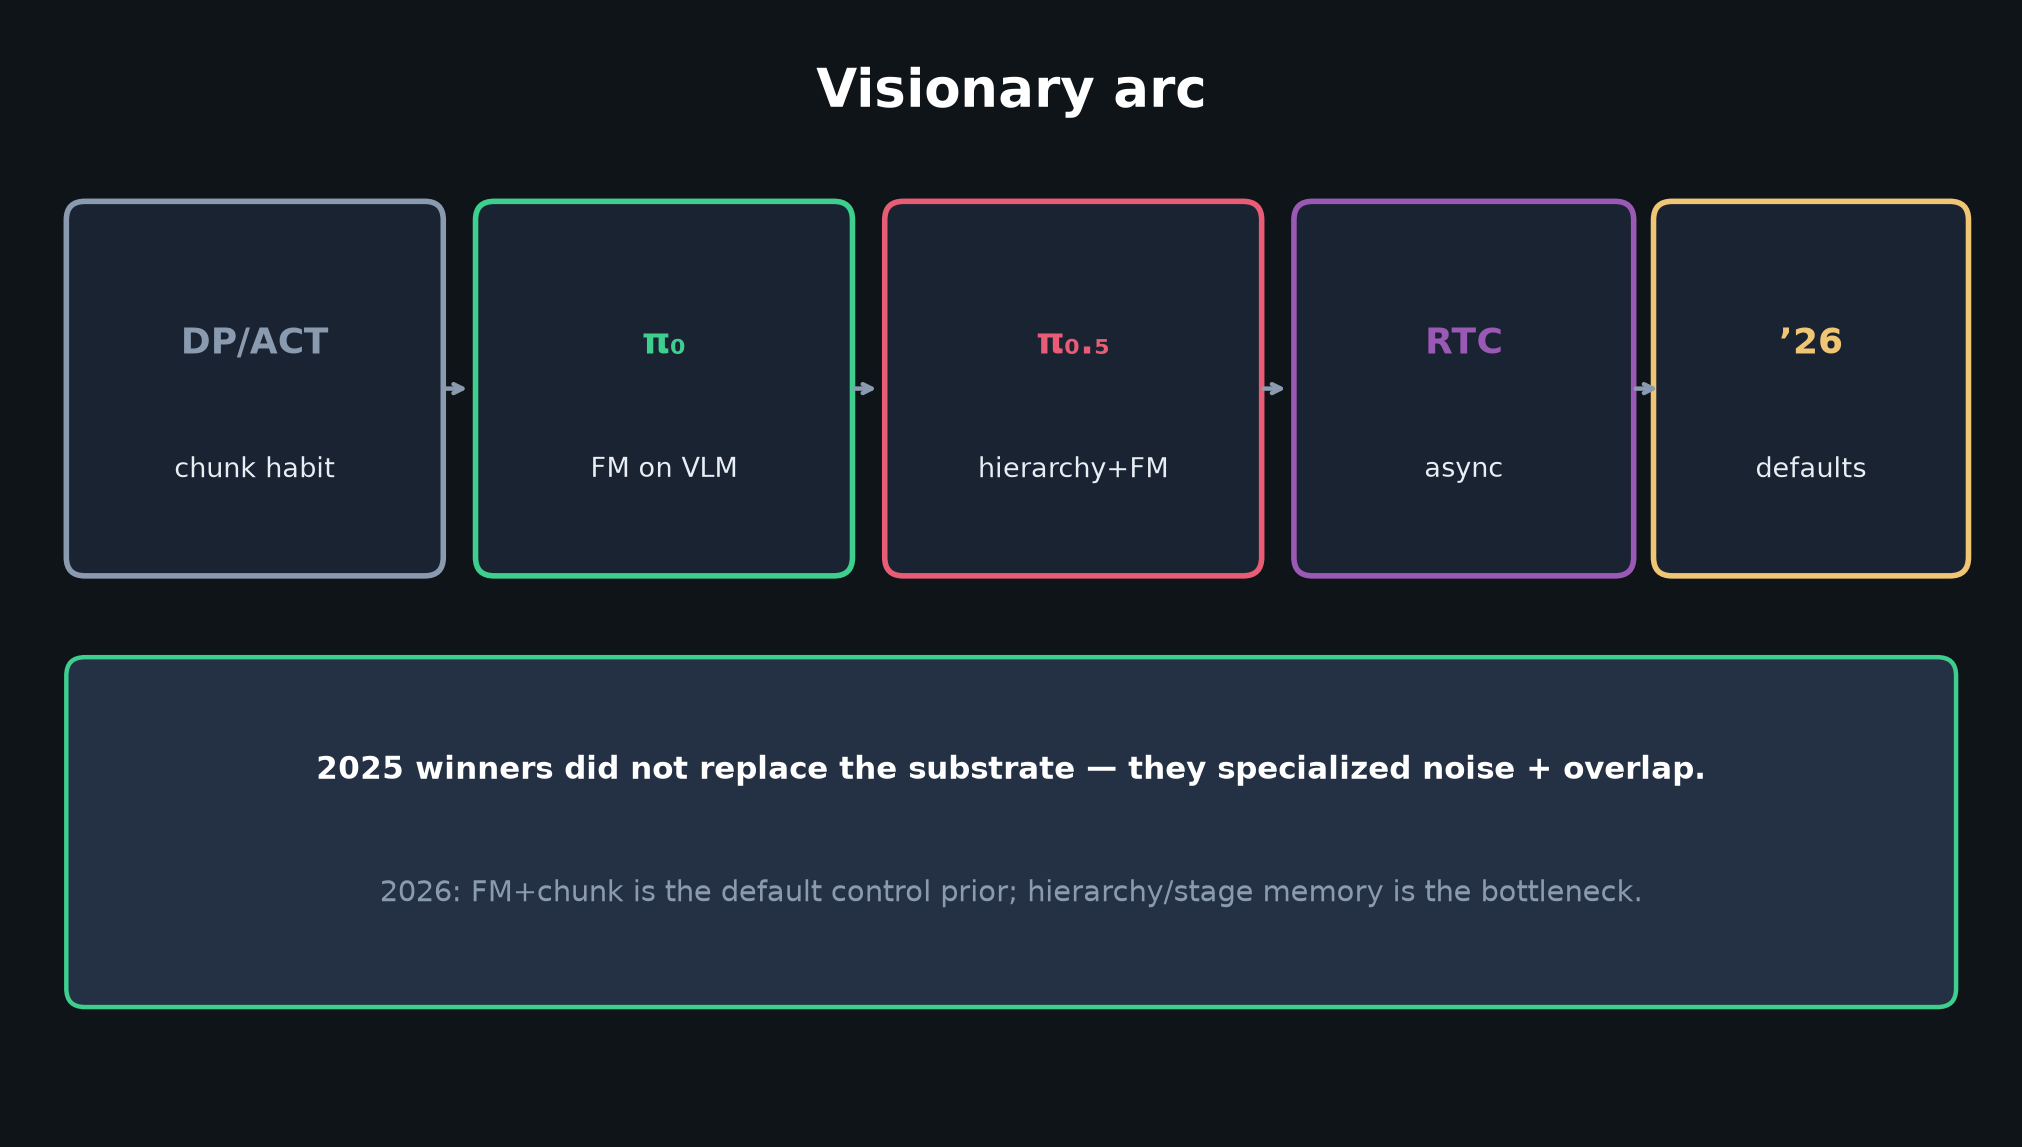 Visionary arc
DP/ACT
chunk habit
π₀
FM on VLM
π₀.₅
hierarchy+FM
RTC
async
’26
defaults
2025 winners did not replace the substrate — they specialized noise + overlap.
2026: FM+chunk is the default control prior; hierarchy/stage memory is the bottleneck.